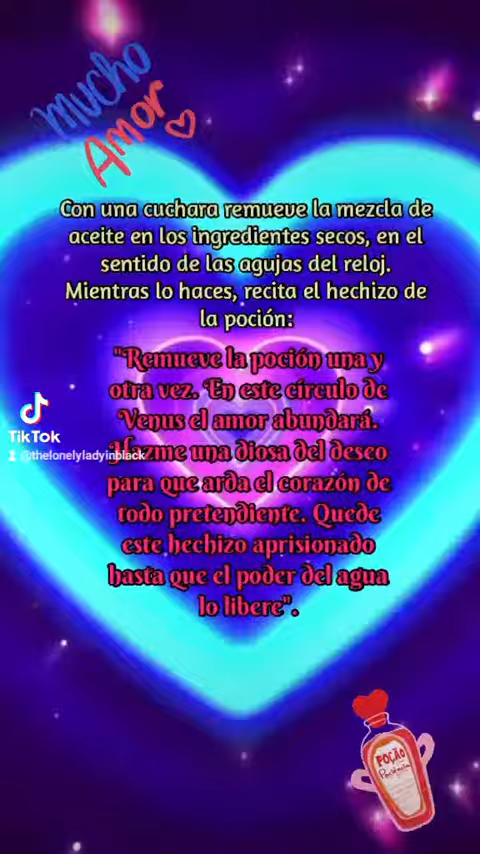 Mucho
Amor
Con una cuchara remueve la mezcla de
aceite en los ingredientes secos, en el
sentido de las agujas del reloj.
Mientras lo haces, recita el hechizo de
la poción:
"Remueve la poción una y
otra vez. En este círculo de
Venus el amor abundará.
Hazme una diosa del deseo
para que arda el corazón de
todo pretendiente. Quede
este hechizo aprisionado
hasta que el poder del agua
lo libere".
TikTok
@thelonelyladyinblack
POÇÃO